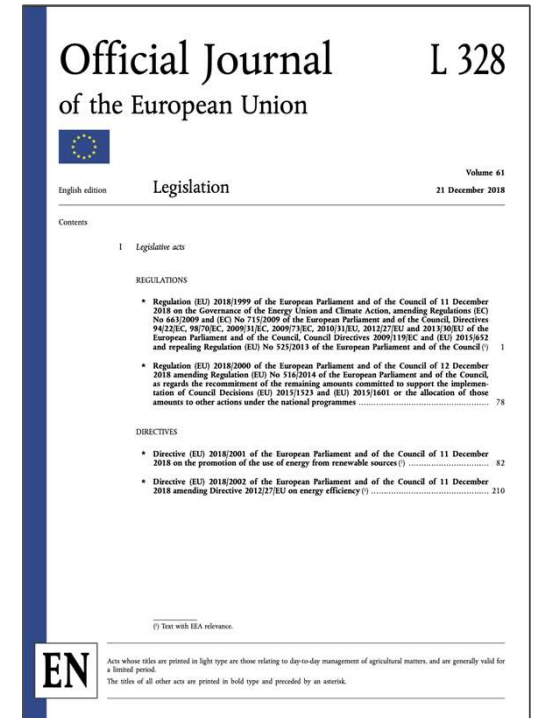 Official Journal L 328
of the European Union
Volume 61
English edition Legislation 21 December 2018
Contents
I Legislative acts
REGULATIONS
* Regulation (EU) 2018/1999 of the European Parliament and of the Council of 11 December
2018 on the Governance of the Energy Union and Climate Action, amending Regulations (EC)
No 663/2009 and (EC) No 715/2009 of the European Parliament and of the Council, Directives
94/22/EC, 98/70/EC, 2009/31/EC, 2009/73/EC, 2010/31/EU, 2012/27/EU and 2013/30/EU of the
European Parliament and of the Council, Council Directives 2009/119/EC and (EU) 2015/652
and repealing Regulation (EU) No 525/2013 of the European Parliament and of the Council (¹) 1
* Regulation (EU) 2018/2000 of the European Parliament and of the Council of 12 December
2018 amending Regulation (EU) No 516/2014 of the European Parliament and of the Council,
as regards the recommitment of the remaining amounts committed to support the implemen-
tation of Council Decisions (EU) 2015/1523 and (EU) 2015/1601 or the allocation of those
amounts to other actions under the national programmes ........................................ 78
DIRECTIVES
* Directive (EU) 2018/2001 of the European Parliament and of the Council of 11 December
2018 on the promotion of the use of energy from renewable sources (¹) ................................ 82
* Directive (EU) 2018/2002 of the European Parliament and of the Council of 11 December
2018 amending Directive 2012/27/EU on energy efficiency (¹) ............................................... 210
(¹) Text with EEA relevance.
EN
Acts whose titles are printed in light type are those relating to day-to-day management of agricultural matters, and are generally valid for
a limited period.
The titles of all other acts are printed in bold type and preceded by an asterisk.